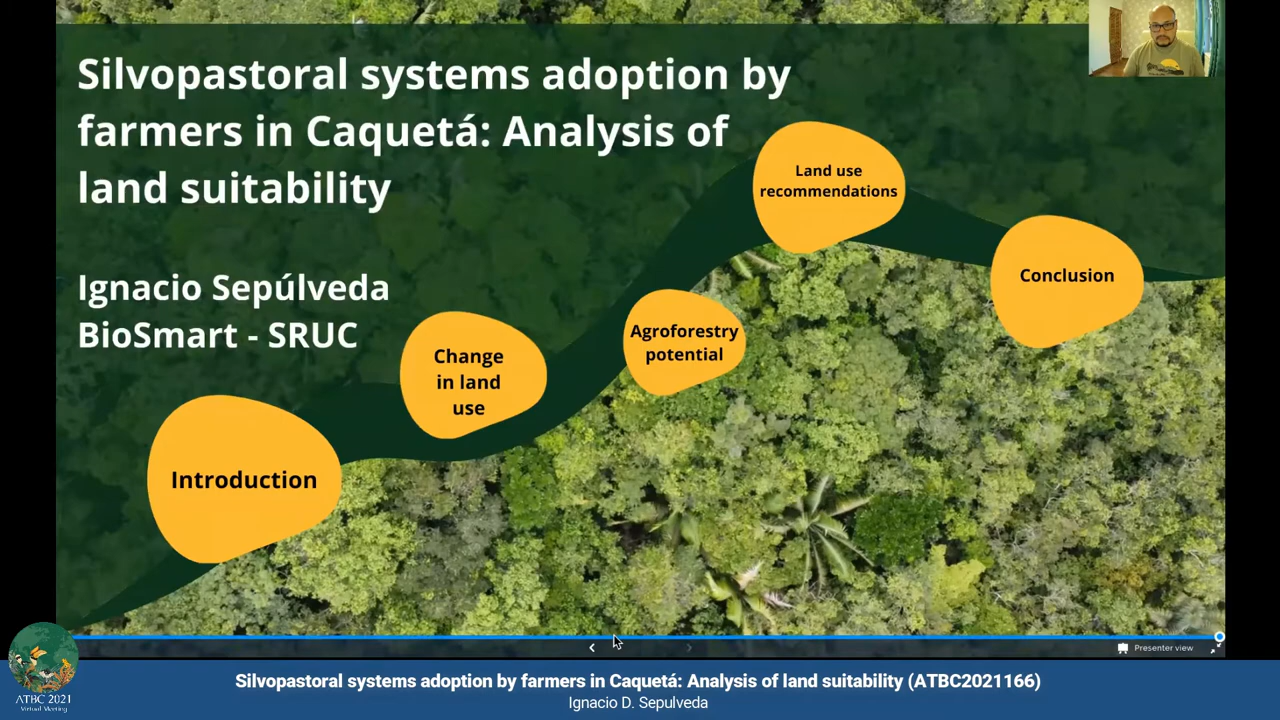 Silvopastoral systems adoption by
farmers in Caquetá: Analysis of
land suitability
Ignacio Sepúlveda
BioSmart - SRUC
Introduction
Change
in land
use
Agroforestry
potential
Land use
recommendations
Conclusion
Presenter view
ATBC 2021
Virtual Meeting
Silvopastoral systems adoption by farmers in Caquetá: Analysis of land suitability (ATBC2021166)
Ignacio D. Sepulveda